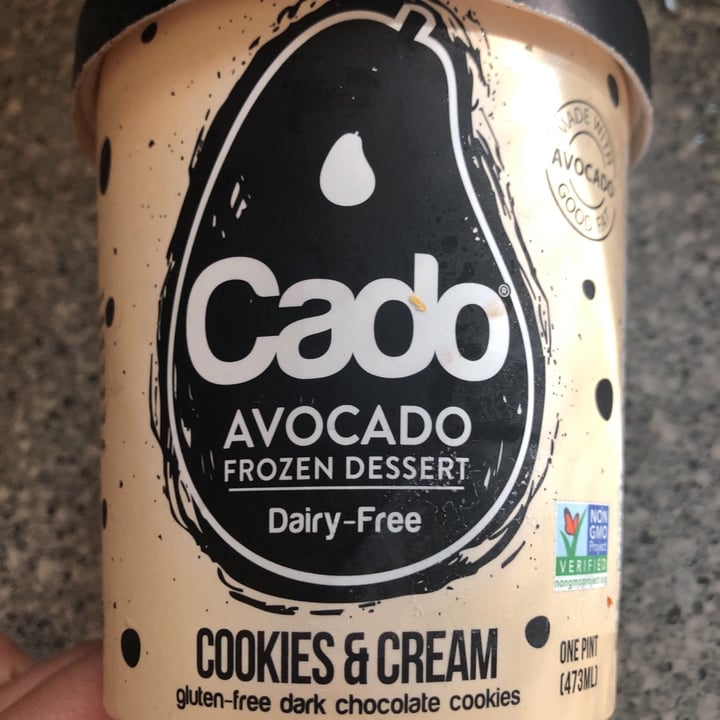 MADE WITH
AVOCADO
GOOD FAT
Cado®
AVOCADO
FROZEN DESSERT
Dairy-Free
NON
GMO
Project
VERIFIED
nongmoproject.org
COOKIES & CREAM
gluten-free dark chocolate cookies
ONE PINT
(473ML)